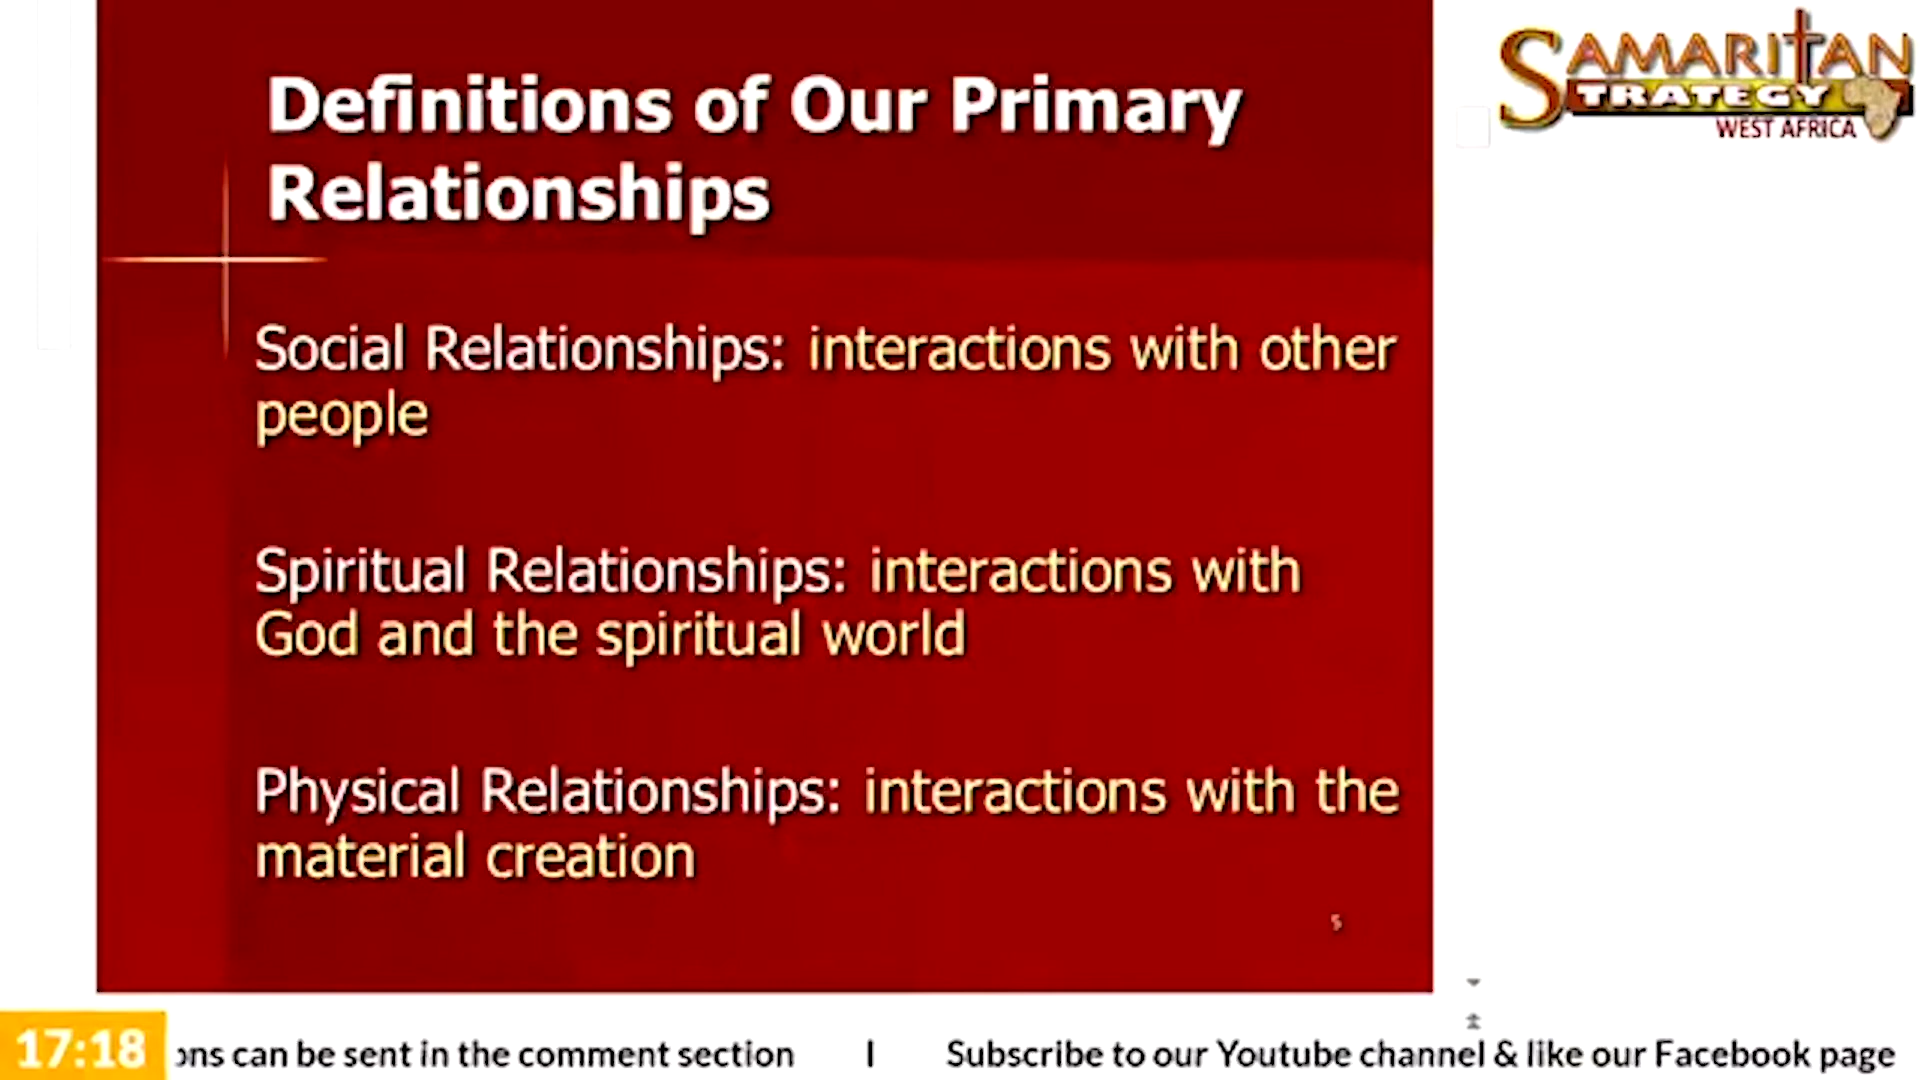 Definitions of Our Primary
Relationships
Social Relationships: interactions with other
people
Spiritual Relationships: interactions with
God and the spiritual world
Physical Relationships: interactions with the
material creation
5
SAMARITAN
STRATEGY
WEST AFRICA
17:18
ons can be sent in the comment section | Subscribe to our Youtube channel & like our Facebook page